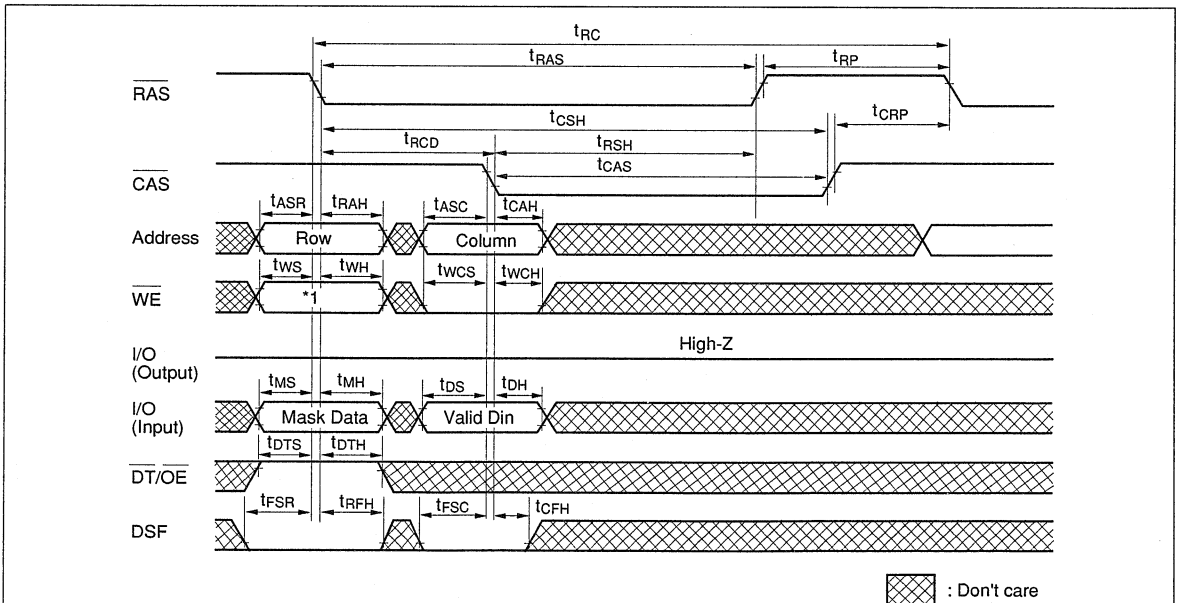 tRC
tRAS
tRP
RAS
tCSH
tCRP
tRCD
tRSH
tCAS
CAS
tASR
tRAH
tASC
tCAH
Address
Row
Column
tWS
tWH
tWCS
tWCH
WE
*1
High-Z
I/O
(Output)
tMS
tMH
tDS
tDH
I/O
(Input)
Mask Data
Valid Din
tDTS
tDTH
DT/OE
tFSR
tRFH
tFSC
tCFH
DSF
: Don't care